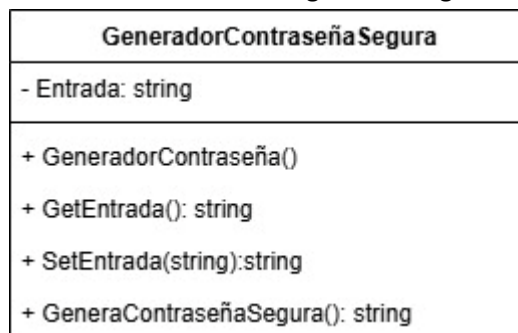 GeneradorContraseñaSegura
- Entrada: string
+ GeneradorContraseña()
+ GetEntrada(): string
+ SetEntrada(string):string
+ GeneraContraseñaSegura(): string